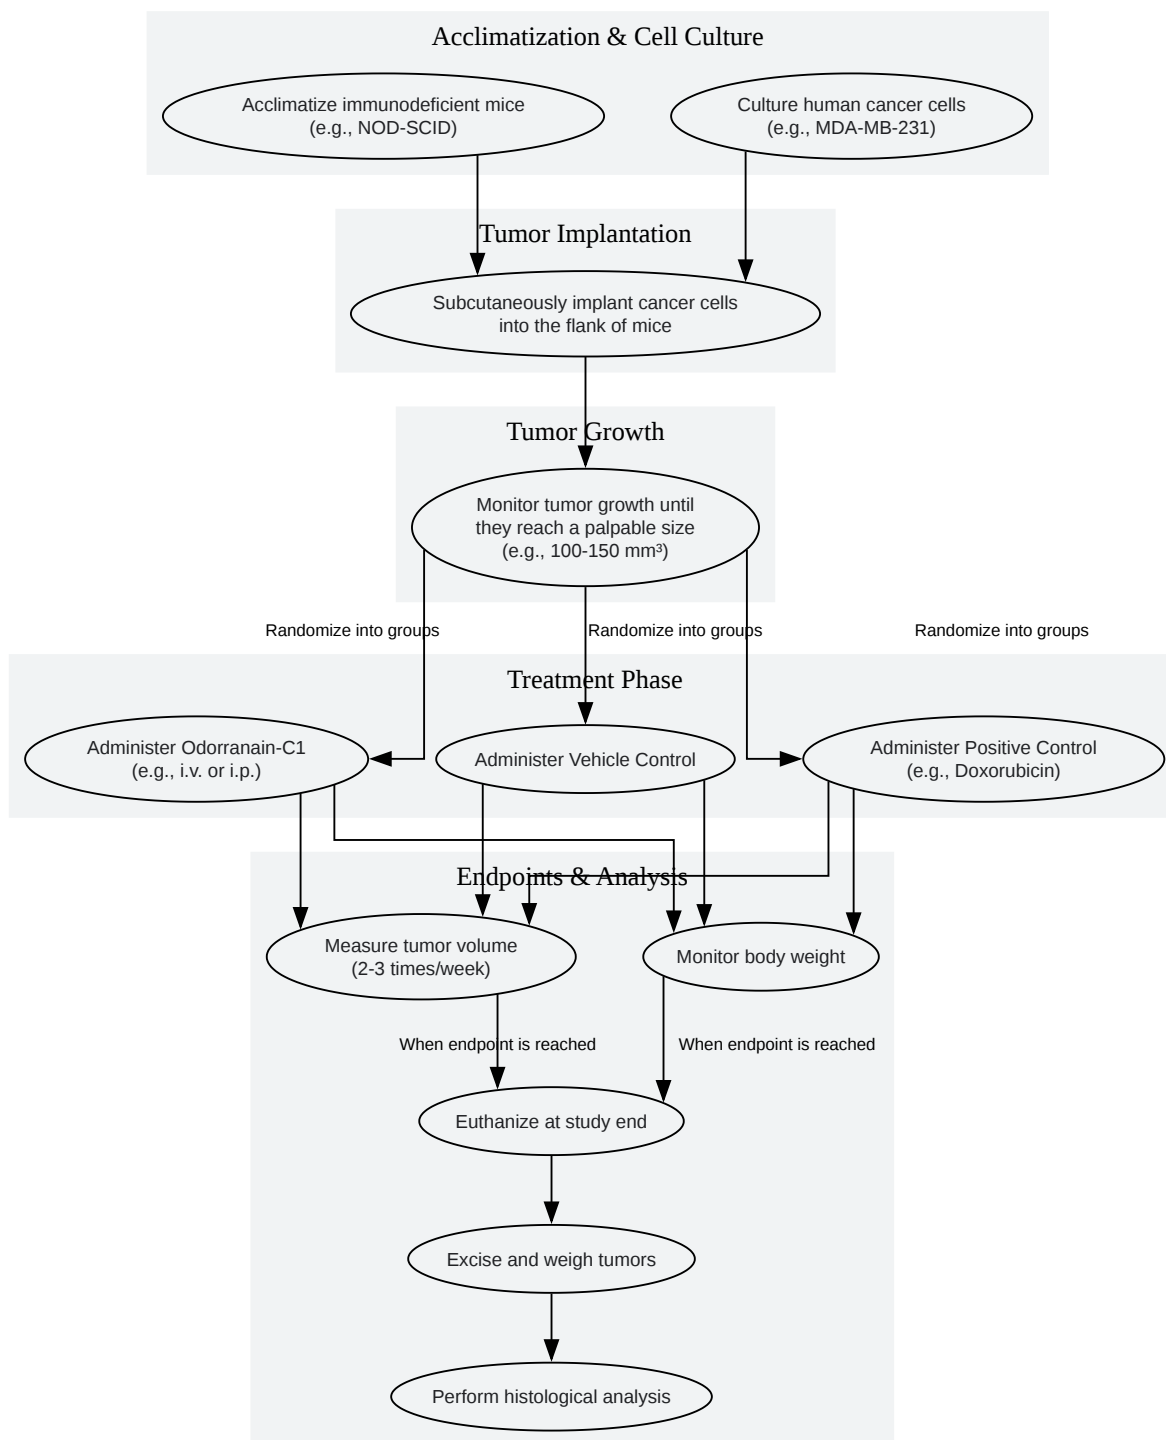 Acclimatization & Cell Culture
Acclimatize immunodeficient mice
(e.g., NOD-SCID)
Culture human cancer cells
(e.g., MDA-MB-231)
Tumor Implantation
Subcutaneously implant cancer cells
into the flank of mice
Tumor Growth
Monitor tumor growth until
they reach a palpable size
(e.g., 100-150 mm³)
Randomize into groups
Randomize into groups
Randomize into groups
Treatment Phase
Administer Odorranain-C1
(e.g., i.v. or i.p.)
Administer Vehicle Control
Administer Positive Control
(e.g., Doxorubicin)
Endpoints & Analysis
Measure tumor volume
(2-3 times/week)
Monitor body weight
When endpoint is reached
When endpoint is reached
Euthanize at study end
Excise and weigh tumors
Perform histological analysis